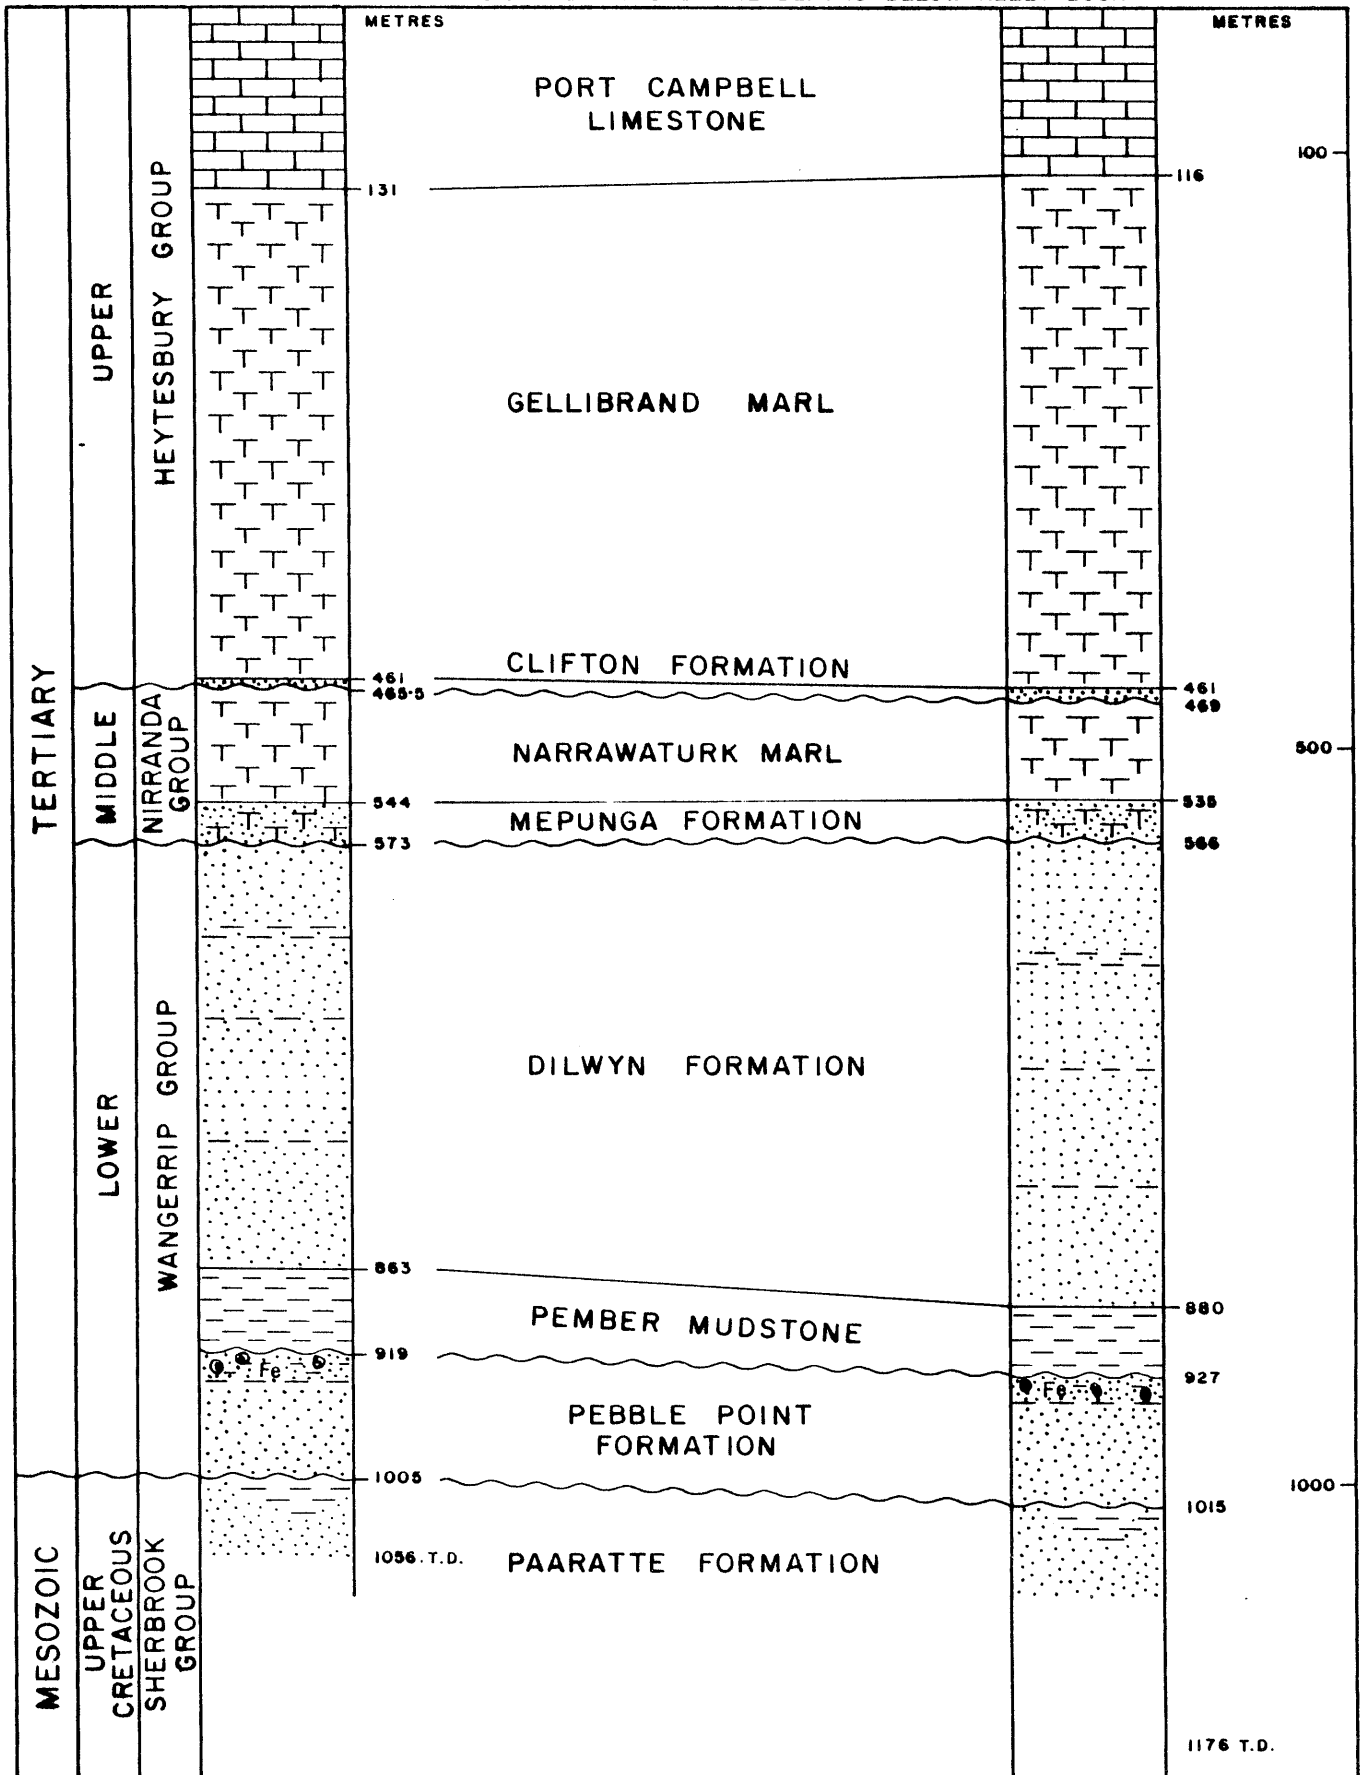 METRES
METRES
PORT CAMPBELL
LIMESTONE
100
131
116
HEYTESBURY GROUP
UPPER
GELLIBRAND MARL
CLIFTON FORMATION
461
465·5
461
469
TERTIARY
MIDDLE
NIRRANDA
GROUP
NARRAWATURK MARL
500
544
535
MEPUNGA FORMATION
573
566
DILWYN FORMATION
LOWER
WANGERRIP GROUP
863
880
PEMBER MUDSTONE
919
927
Fe
Fe
PEBBLE POINT
FORMATION
1005
1000
1015
1056. T.D.
PAARATTE FORMATION
MESOZOIC
UPPER
CRETACEOUS
SHERBROOK
GROUP
1176 T.D.